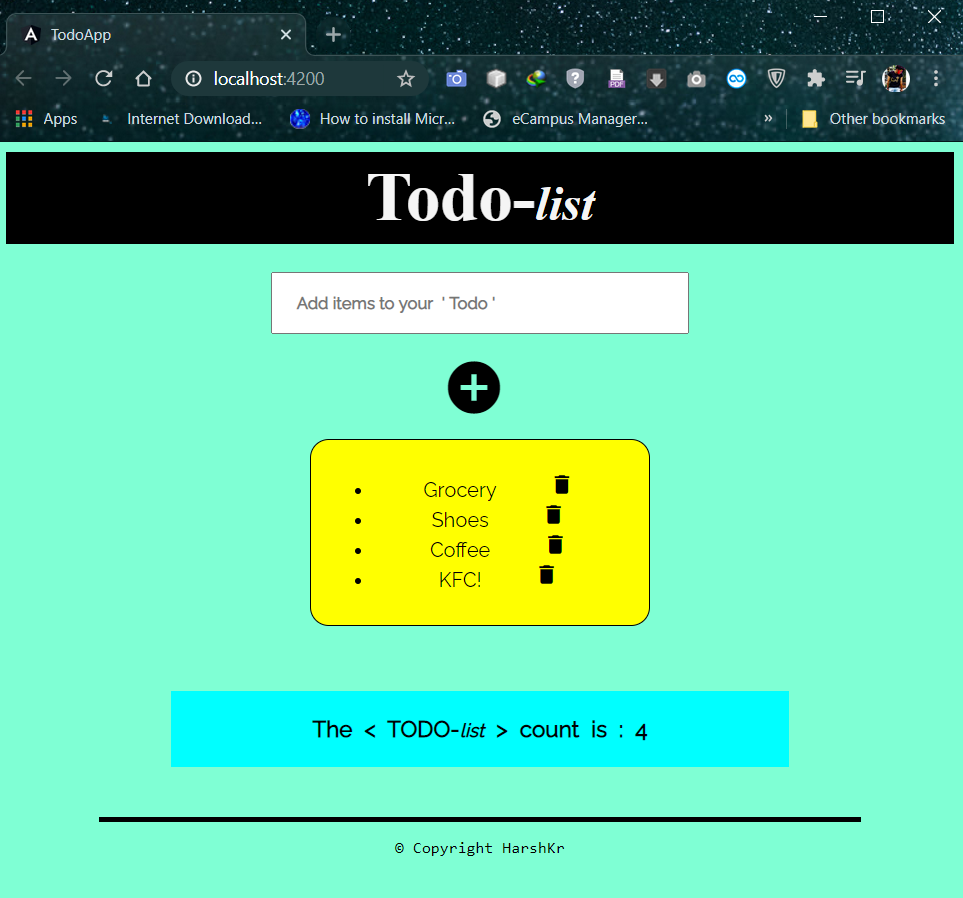 TodoApp
localhost:4200
PDF
Apps
Internet Download...
How to install Micr...
eCampus Manager...
»
Other bookmarks
Todo-list
Add items to your ' Todo '
• Grocery
• Shoes
• Coffee
• KFC!
The < TODO-list > count is : 4
© Copyright HarshKr